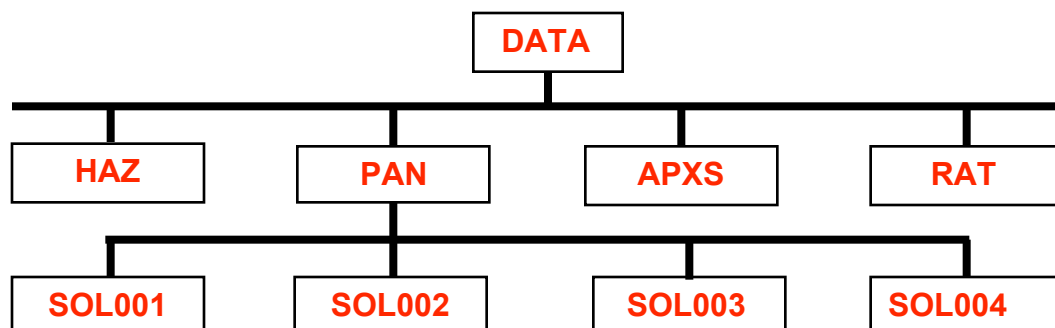 DATA
HAZ PAN APXS RAT
SOL001 SOL002 SOL003 SOL004